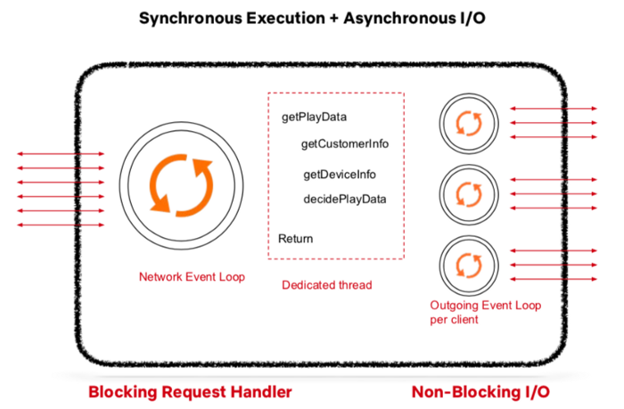 Synchronous Execution + Asynchronous I/O
getPlayData
getCustomerInfo
getDeviceInfo
decidePlayData
Return
Network Event Loop
Dedicated thread
Outgoing Event Loop
per client
Blocking Request Handler
Non-Blocking I/O